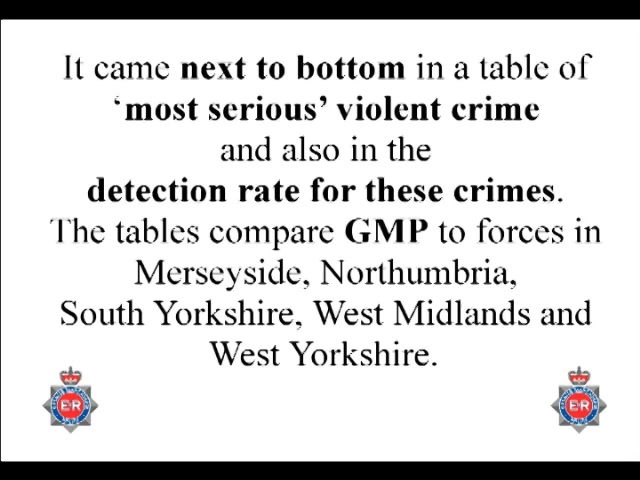 It came next to bottom in a table of
‘most serious’ violent crime
and also in the
detection rate for these crimes.
The tables compare GMP to forces in
Merseyside, Northumbria,
South Yorkshire, West Midlands and
West Yorkshire.
E R
E R